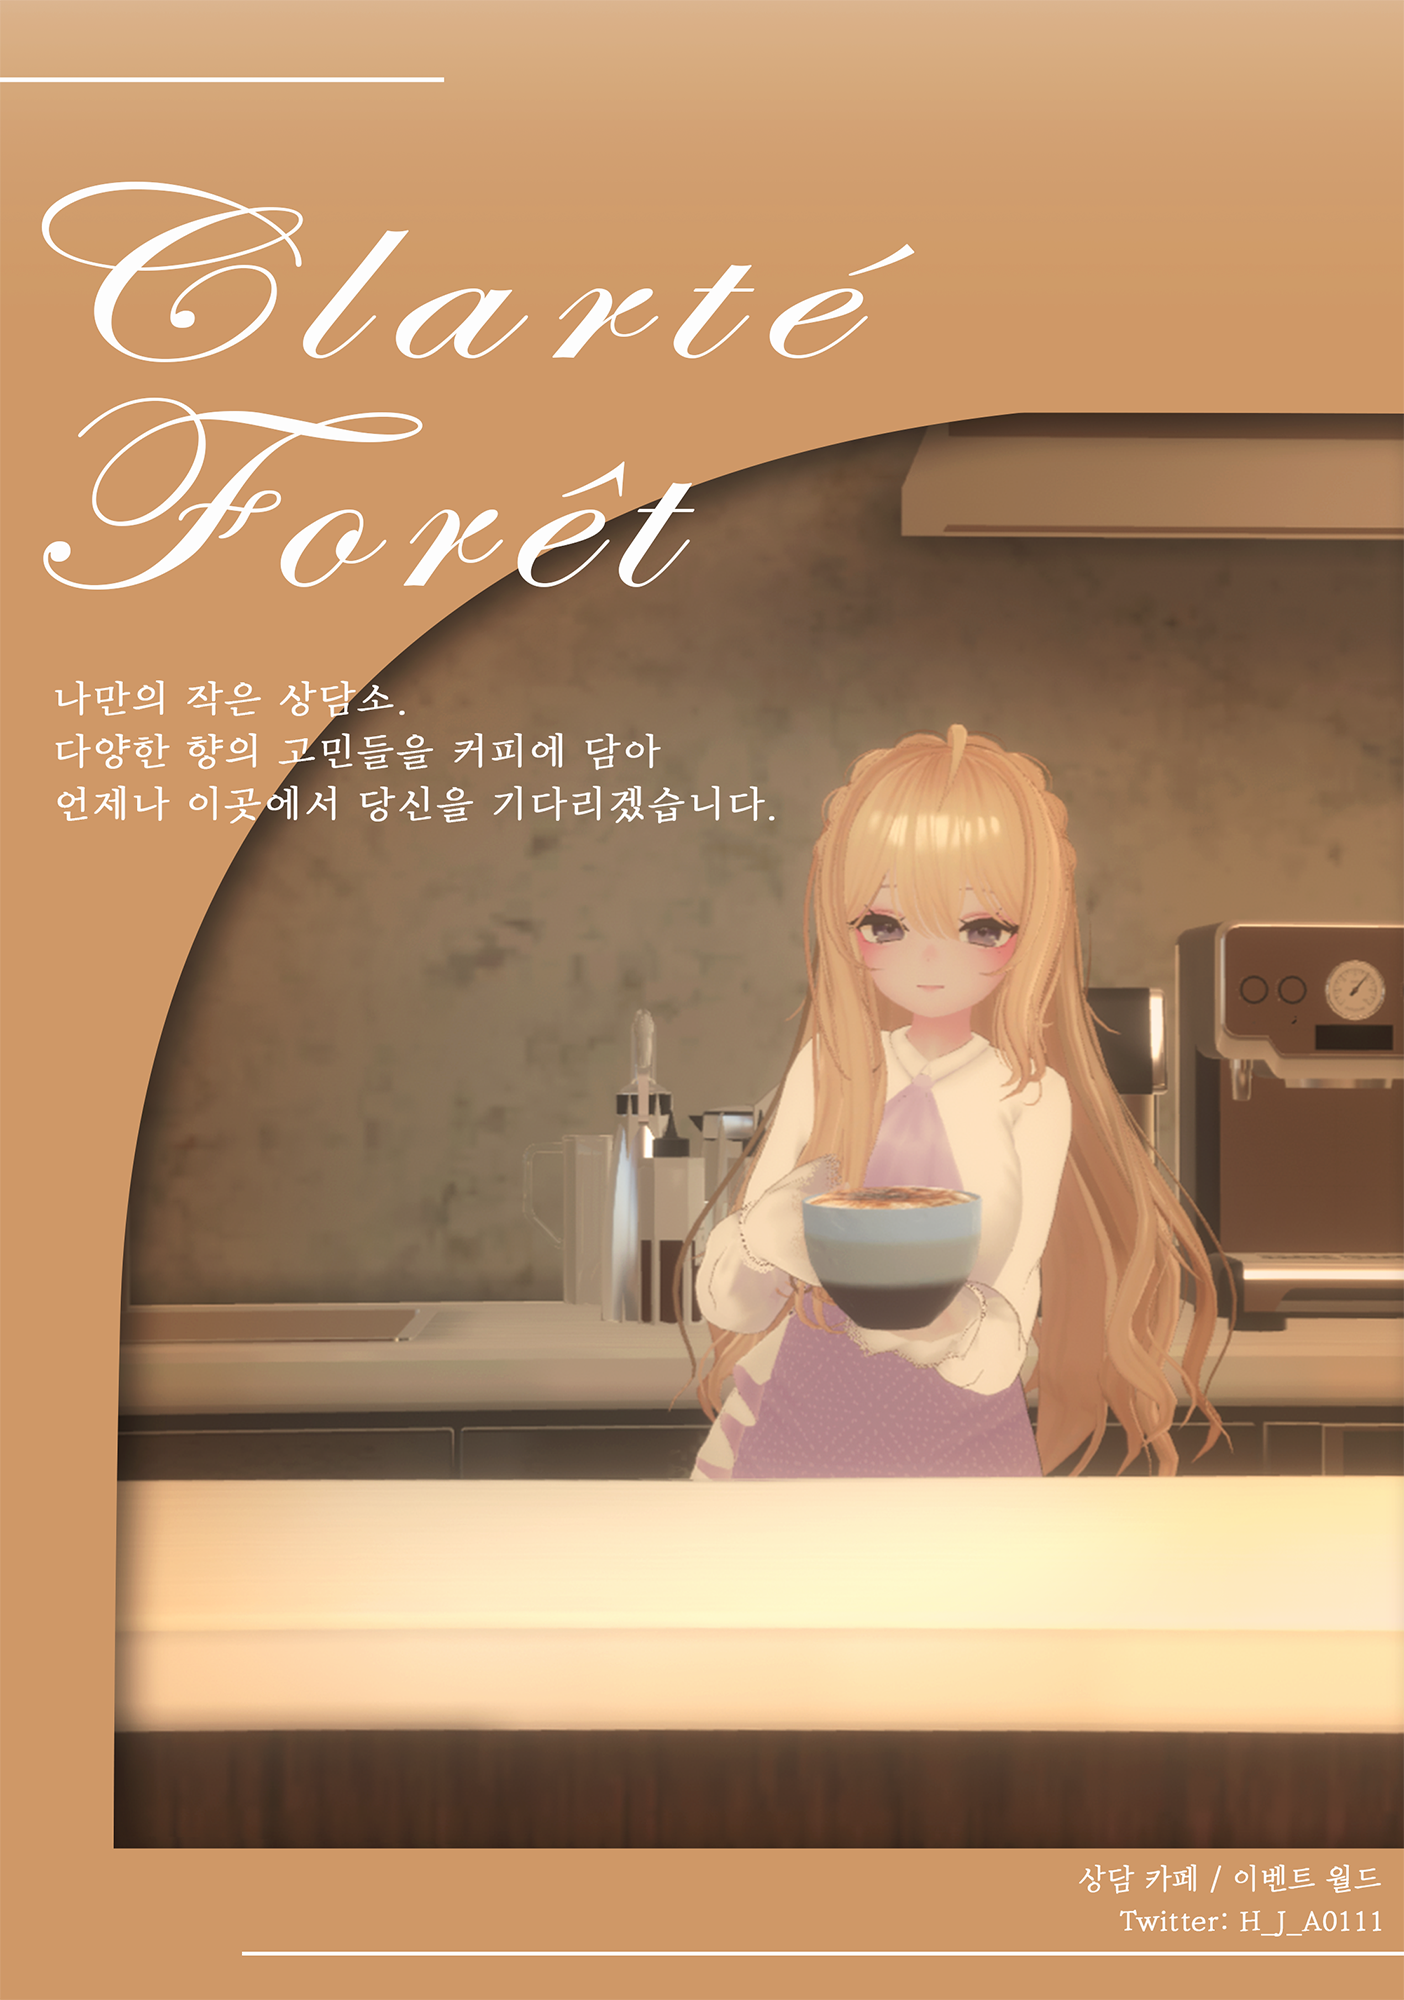 Clarté
Forêt
나만의 작은 상담소.
다양한 향의 고민들을 커피에 담아
언제나 이곳에서 당신을 기다리겠습니다.
상담 카페 / 이벤트 월드
Twitter: H_J_A0111